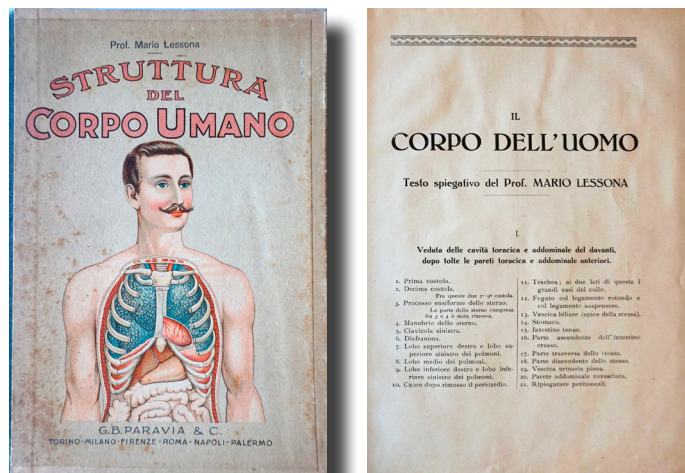 Prof. Mario Lessona
STRUTTURA
DEL
CORPO UMANO
G.B. PARAVIA & C.
TORINO-MILANO-FIRENZE-ROMA-NAPOLI-PALERMO
IL
CORPO DELL'UOMO
Testo spiegativo del Prof. MARIO LESSONA
I.
Veduta delle cavità toracica e addominale del davanti,
dopo tolte le pareti toracica e addominale anteriori.
1. Prima costola.
2. Decima costola.
Fra queste due 2ª-9ª costola.
3. Processo ensiforme dello sterno.
La parte della sterno compresa
fra 3 e 4 è stata rimossa.
4. Manubrio dello sterno.
5. Clavicola sinistra.
6. Diaframma.
7. Lobo superiore destro e lobo su-
periore sinistro dei polmoni.
8. Lobo medio dei polmoni.
9. Lobo inferiore destro e lobo infe-
riore sinistro dei polmoni.
10. Cuore dopo rimosso il pericardio.
11. Trachea; ai due lati di questa i
grandi vasi del collo.
12. Fegato col legamento rotondo e
col legamento sospensore.
13. Vescica biliare (apice della stessa).
14. Stomaco.
15. Intestino tenue.
16. Parte ascendente dell'intestino
crasso.
17. Parte trasversa dello stesso.
18. Parte discendente dello stesso.
19. Vescica urinaria piena.
20. Parete addominale rovesciata.
21. Ripiegature peritoneali.